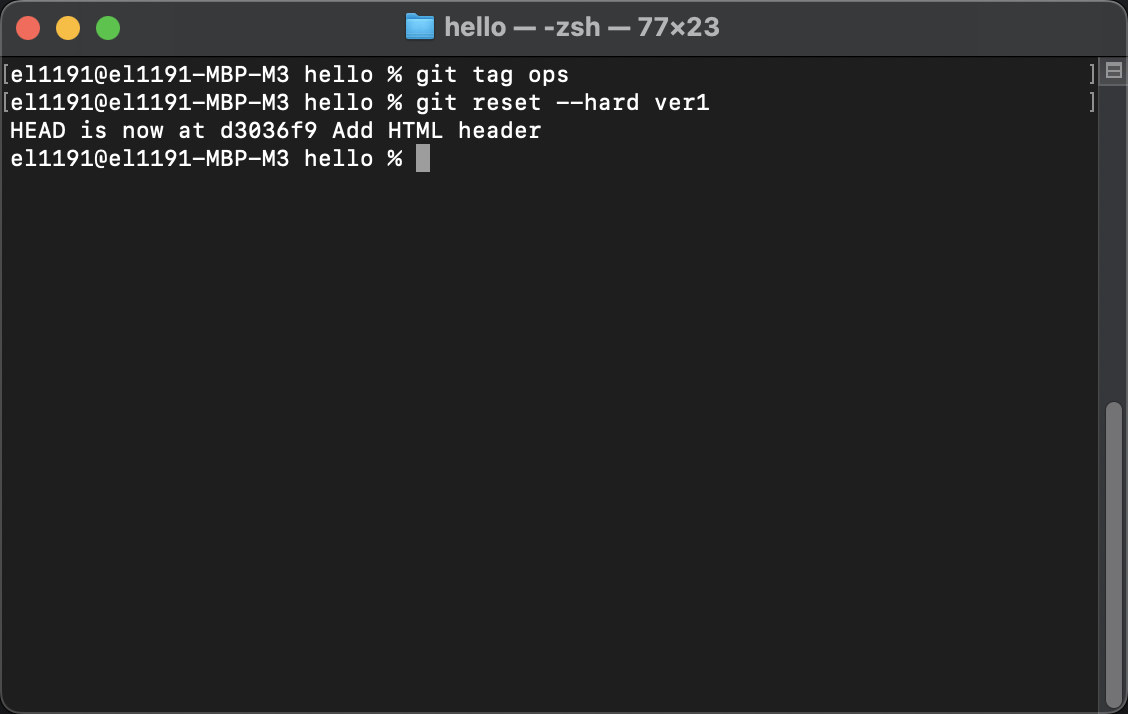 hello — -zsh — 77×23
[el1191@el1191-MBP-M3 hello % git tag ops ]
[el1191@el1191-MBP-M3 hello % git reset --hard ver1 ]
HEAD is now at d3036f9 Add HTML header
el1191@el1191-MBP-M3 hello %